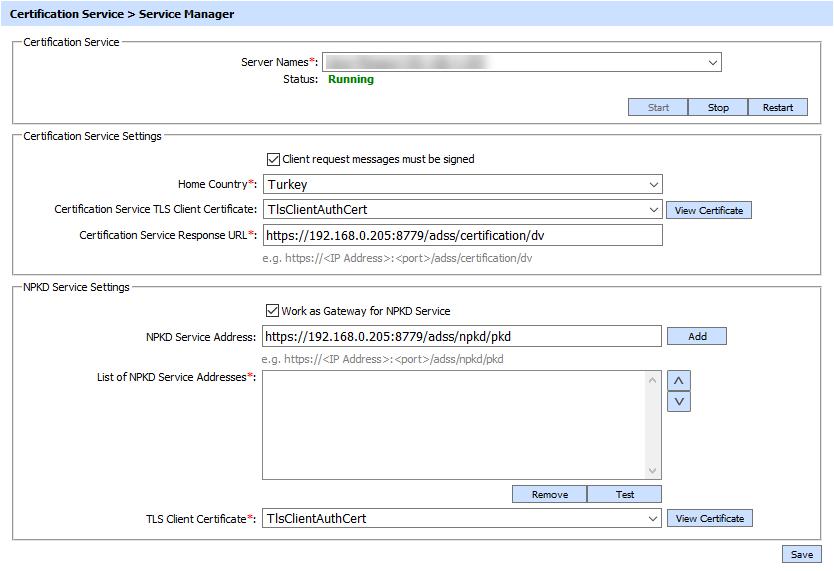 Certification Service > Service Manager
Certification Service
Server Names*:
Status: Running
Start Stop Restart
Certification Service Settings
Client request messages must be signed
Home Country*: Turkey
Certification Service TLS Client Certificate: TlsClientAuthCert View Certificate
Certification Service Response URL*: https://192.168.0.205:8779/adss/certification/dv
e.g. https://<IP Address>:<port>/adss/certification/dv
NPKD Service Settings
Work as Gateway for NPKD Service
NPKD Service Address: https://192.168.0.205:8779/adss/npkd/pkd Add
e.g. https://<IP Address>:<port>/adss/npkd/pkd
List of NPKD Service Addresses*:
Remove Test
TLS Client Certificate*: TlsClientAuthCert View Certificate
Save